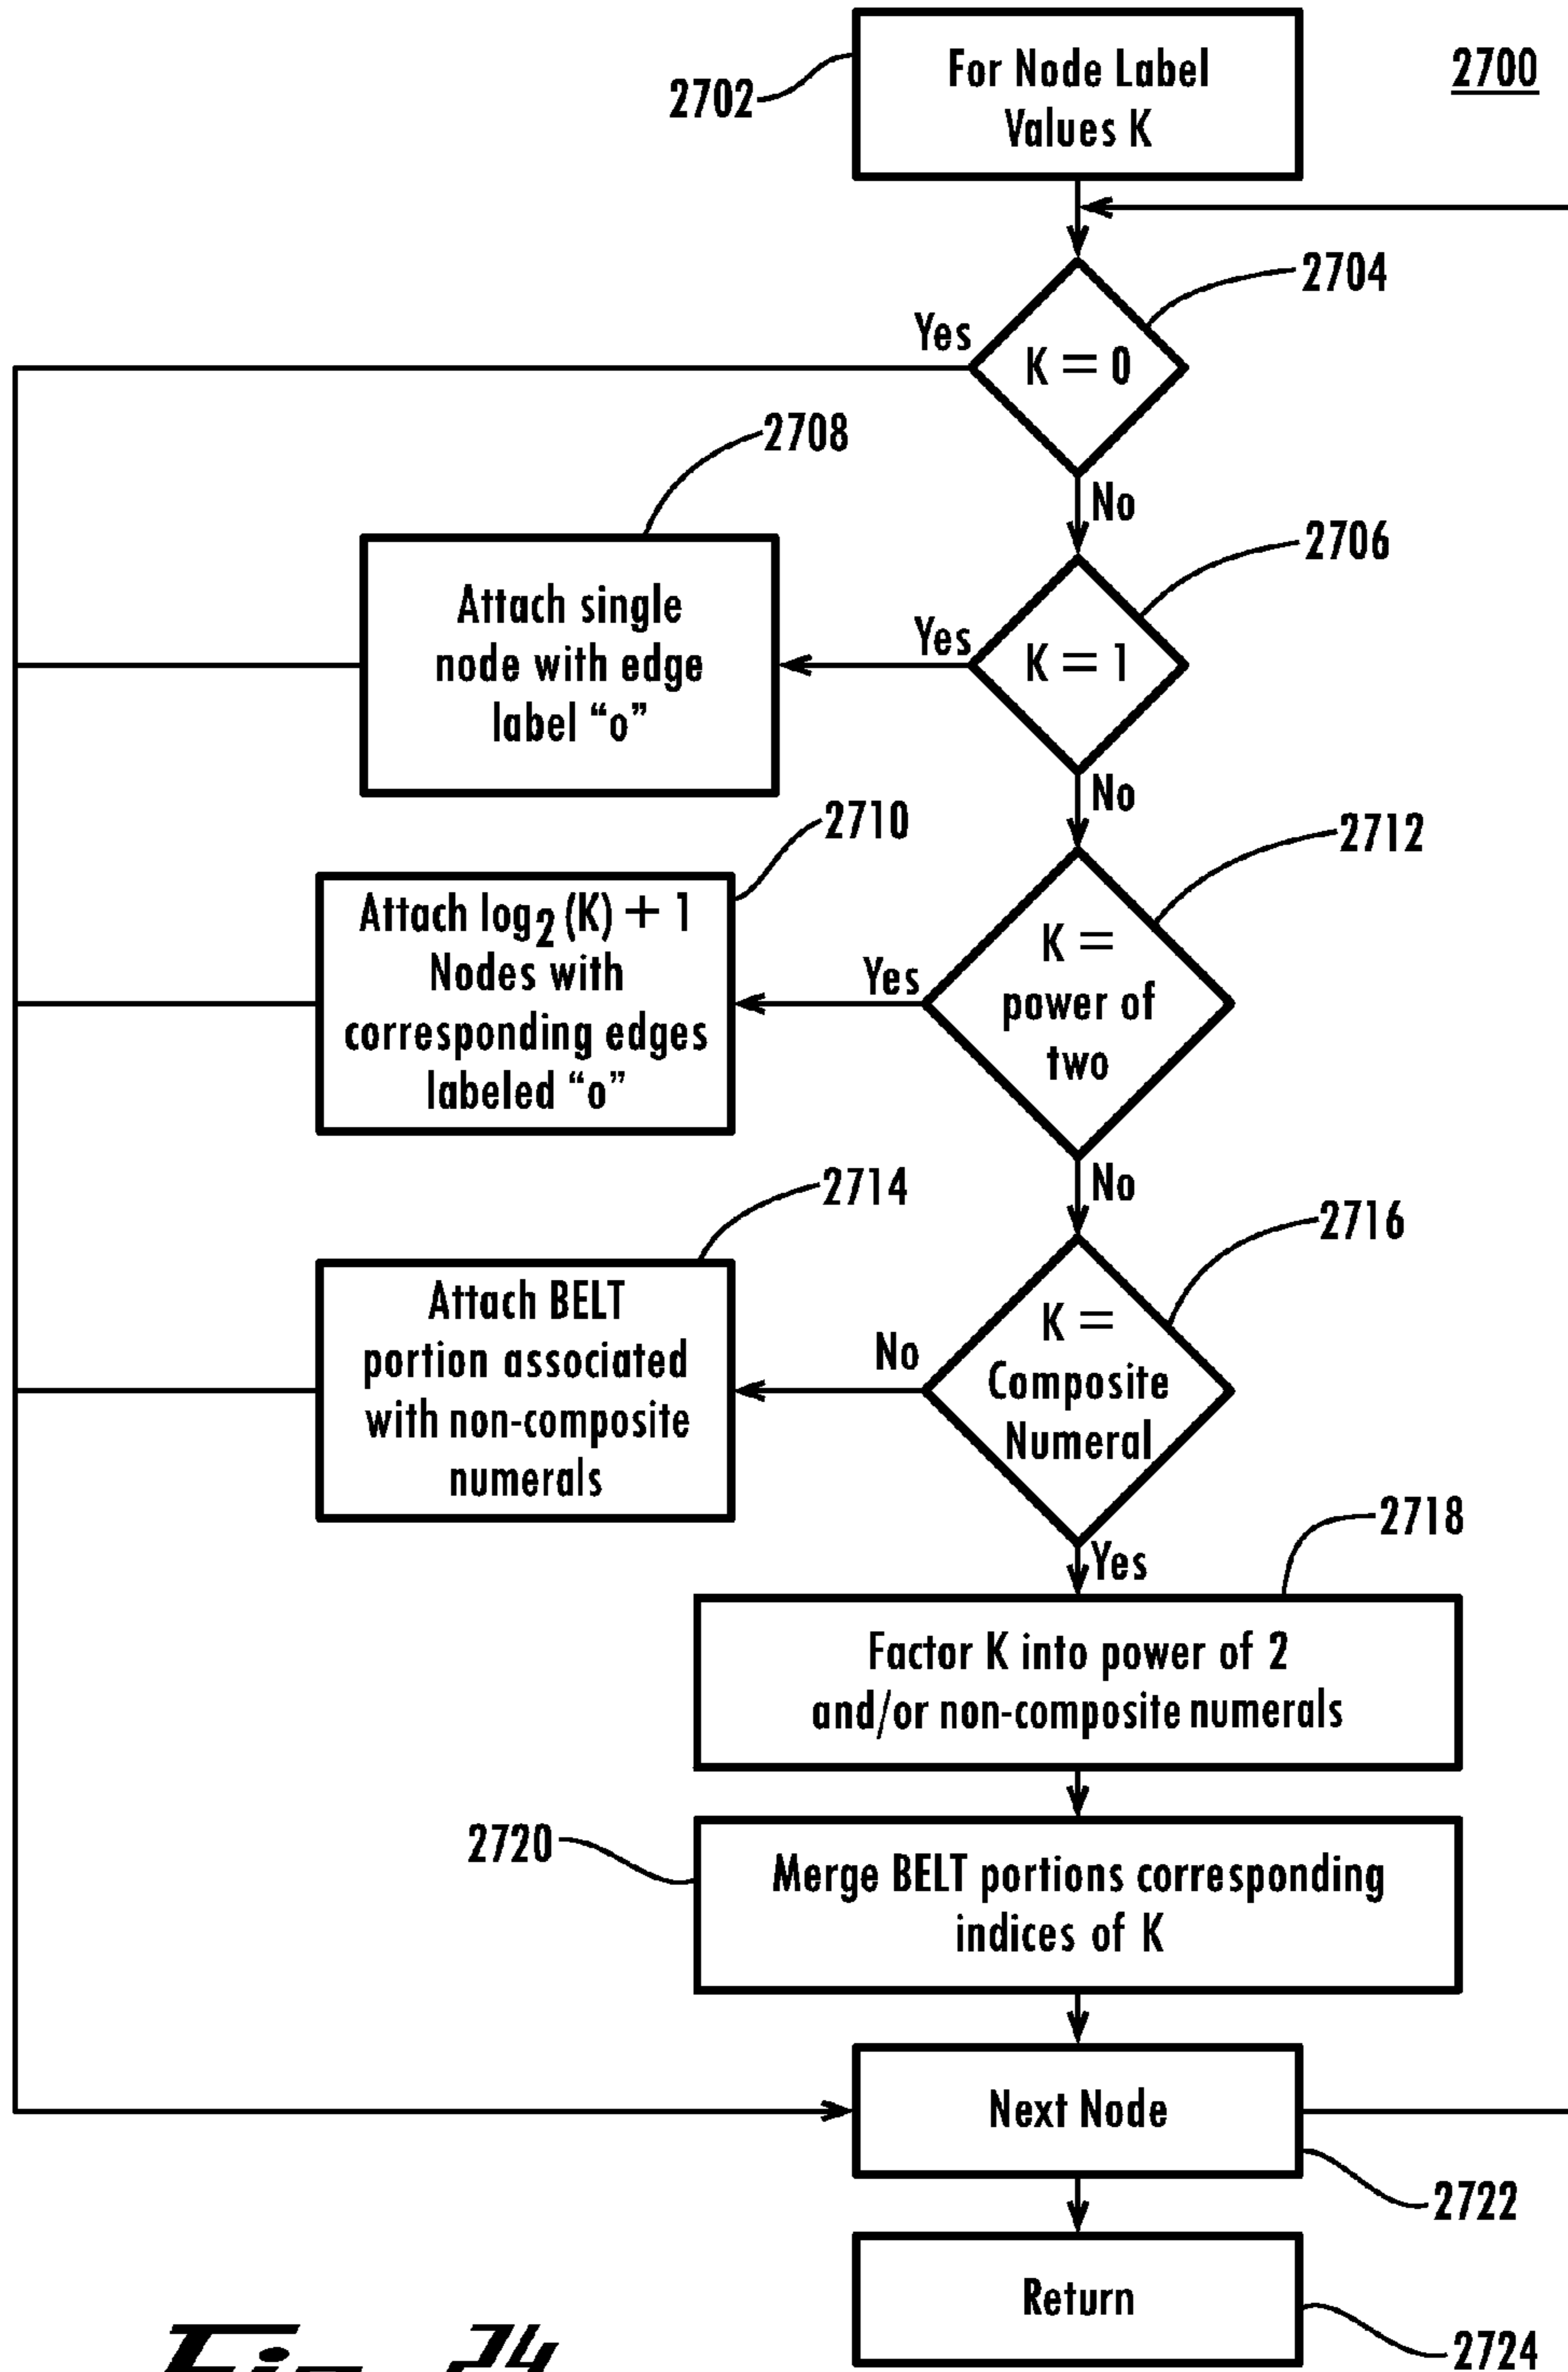 For Node Label
Values K
2702
2700
2704
Yes
K = 0
2708
No
2706
Attach single
node with edge
label “o”
Yes
K = 1
No
2710
2712
Attach log2 (K) + 1
Nodes with
corresponding edges
labeled “o”
Yes
K =
power of
two
No
2714
2716
Attach BELT
portion associated
with non-composite
numerals
No
K =
Composite
Numeral
2718
Yes
Factor K into power of 2
and/or non-composite numerals
2720
Merge BELT portions corresponding
indices of K
Next Node
2722
Return
2724
Fig. 34